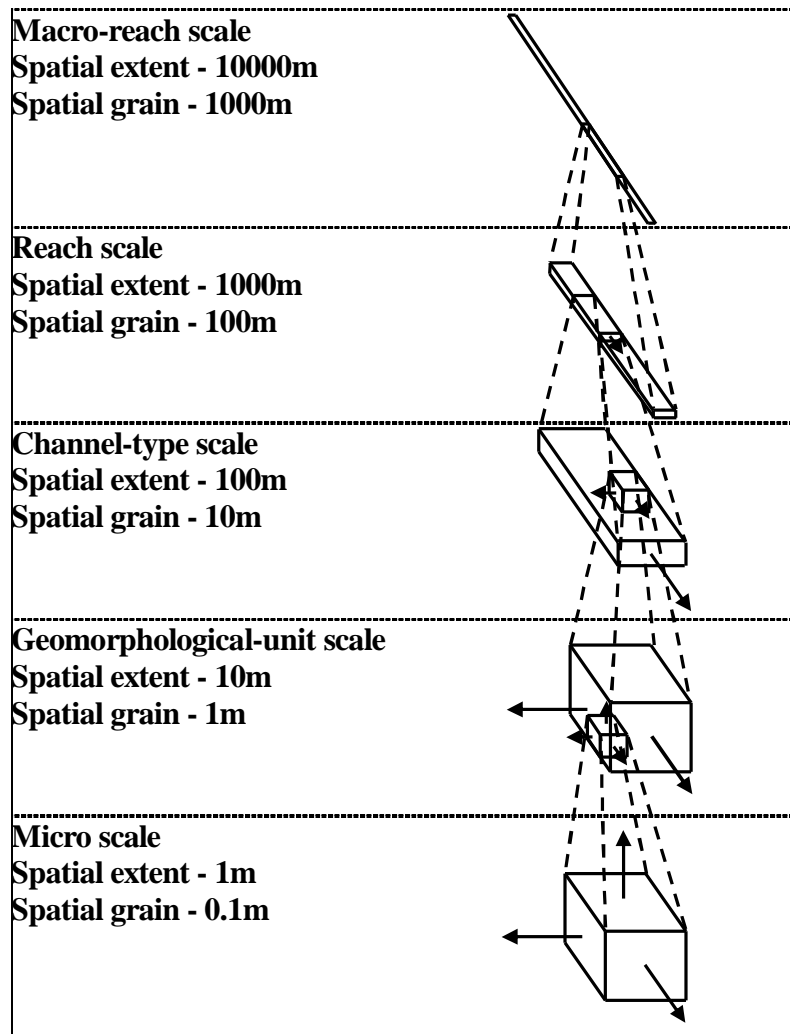 Macro-reach scale
Spatial extent - 10000m
Spatial grain - 1000m
Reach scale
Spatial extent - 1000m
Spatial grain - 100m
Channel-type scale
Spatial extent - 100m
Spatial grain - 10m
Geomorphological-unit scale
Spatial extent - 10m
Spatial grain - 1m
Micro scale
Spatial extent - 1m
Spatial grain - 0.1m